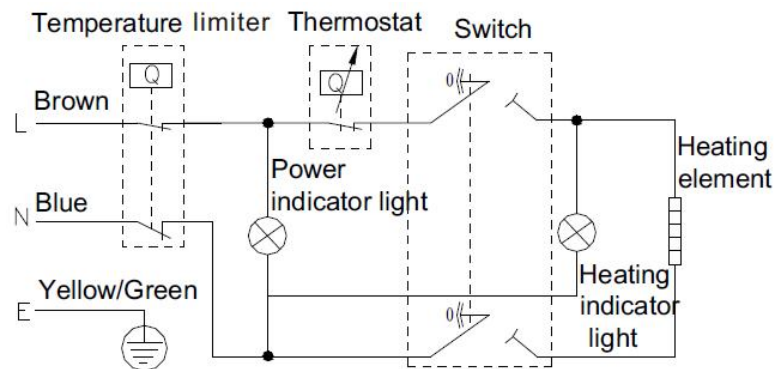 Temperature limiter Thermostat Switch
Q
Q
0
L Brown
Power
indicator light
Heating
element
N Blue
Heating
indicator
light
E Yellow/Green
0